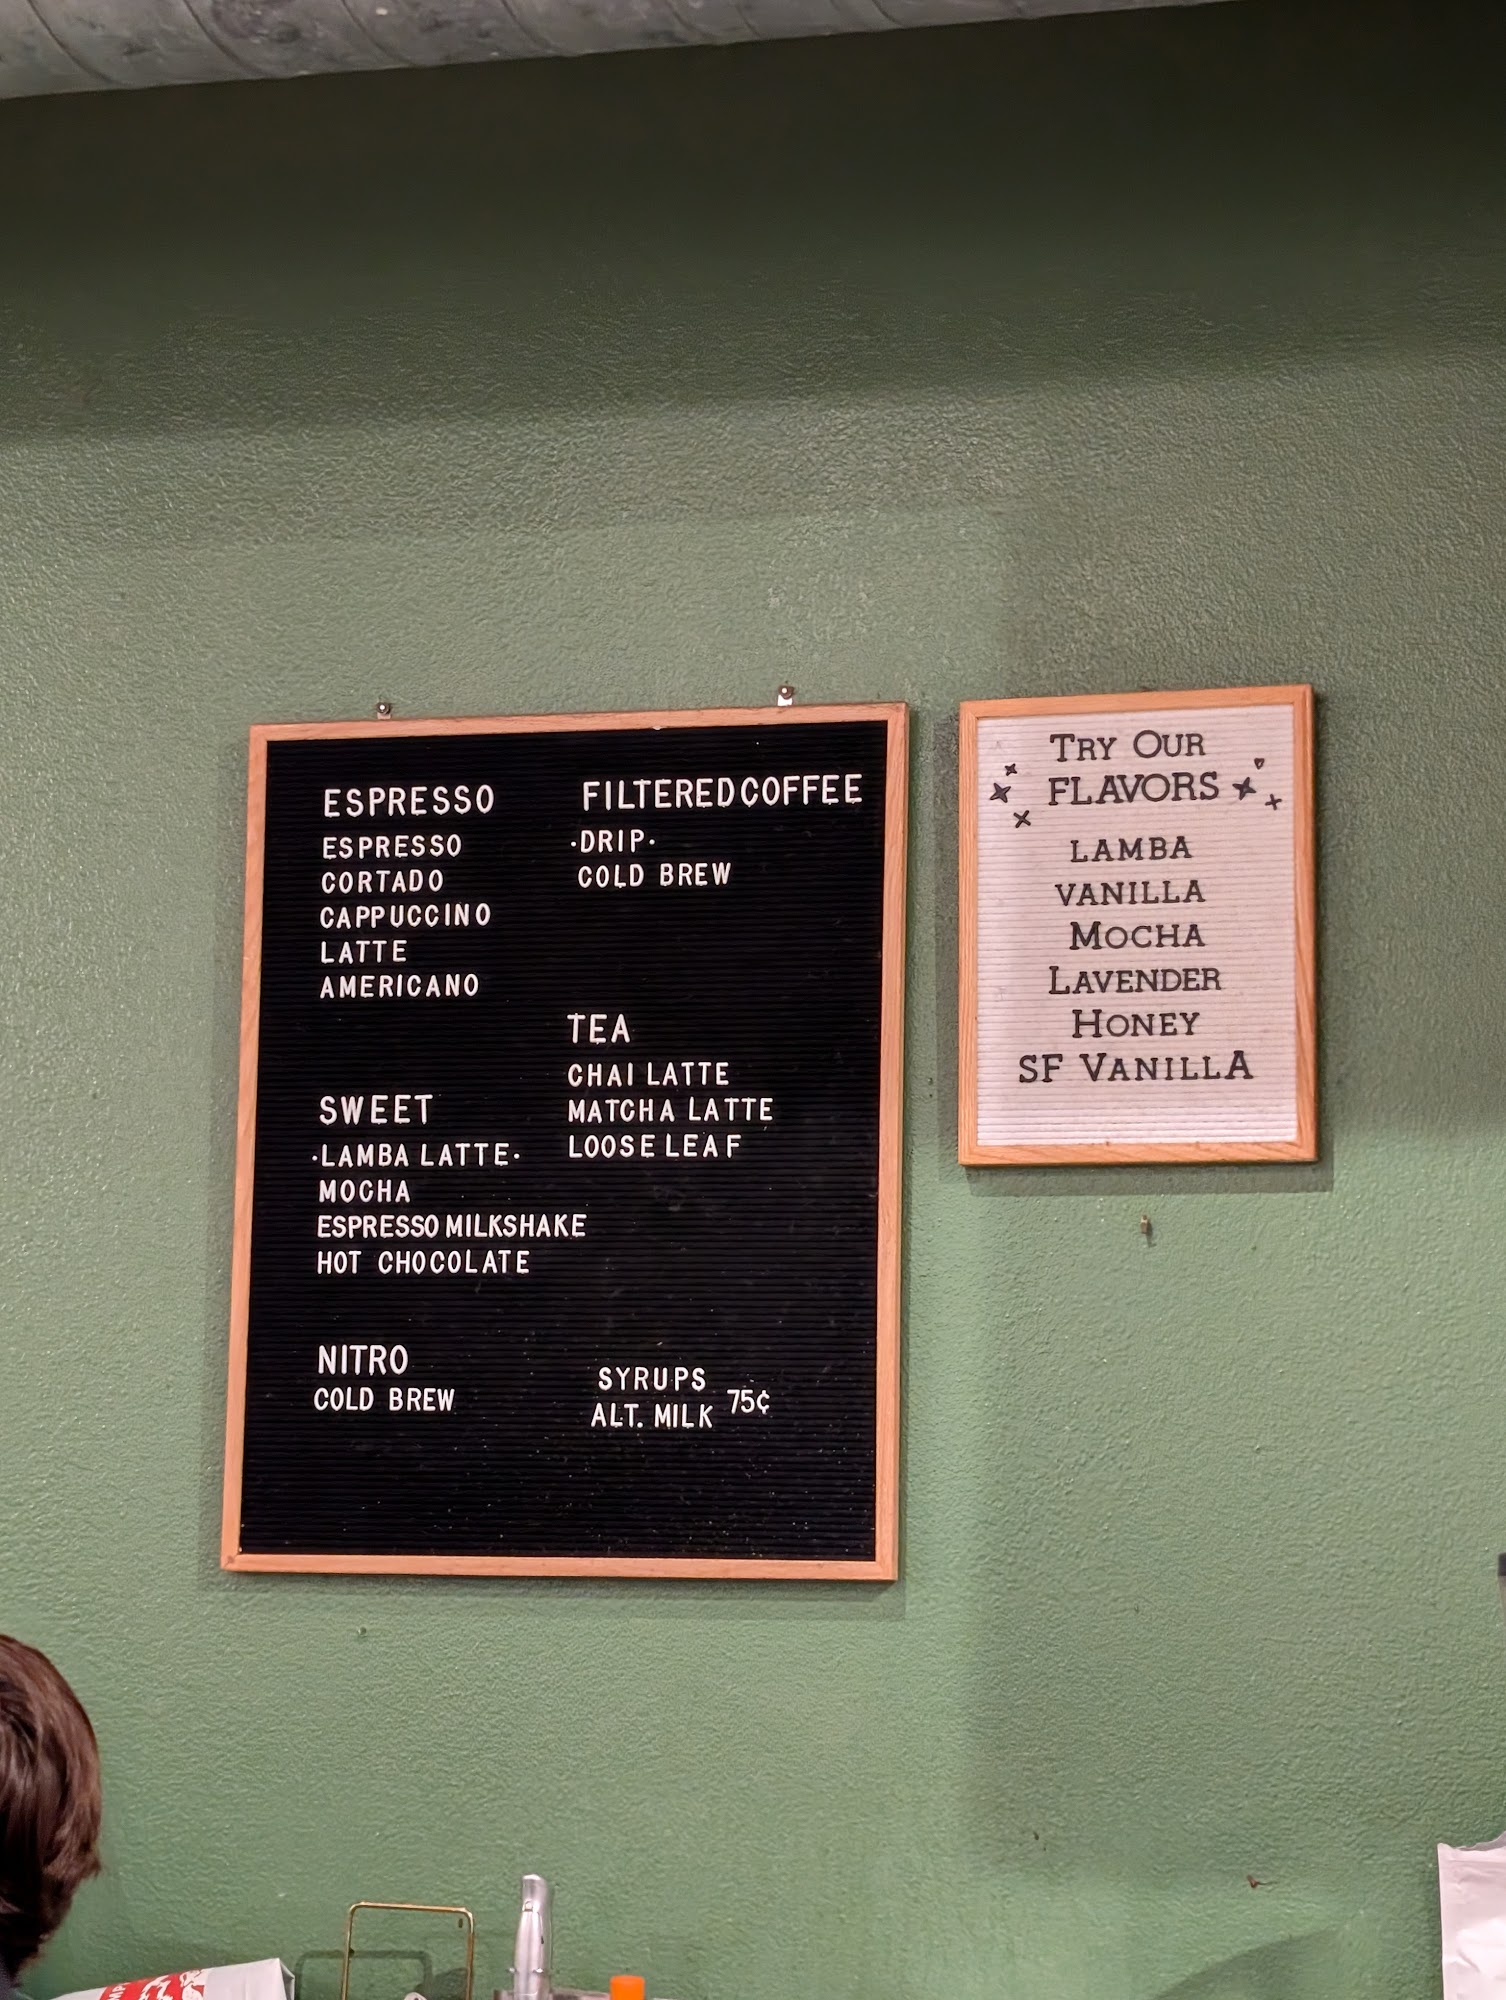 ESPRESSO
ESPRESSO
CORTADO
CAPPUCCINO
LATTE
AMERICANO
SWEET
·LAMBA LATTE·
MOCHA
ESPRESSO MILKSHAKE
HOT CHOCOLATE
NITRO
COLD BREW
FILTERED COFFEE
·DRIP·
COLD BREW
TEA
CHAI LATTE
MATCHA LATTE
LOOSE LEAF
SYRUPS
ALT. MILK 75¢
TRY OUR
FLAVORS
LAMBA
VANILLA
MOCHA
LAVENDER
HONEY
SF VANILLA